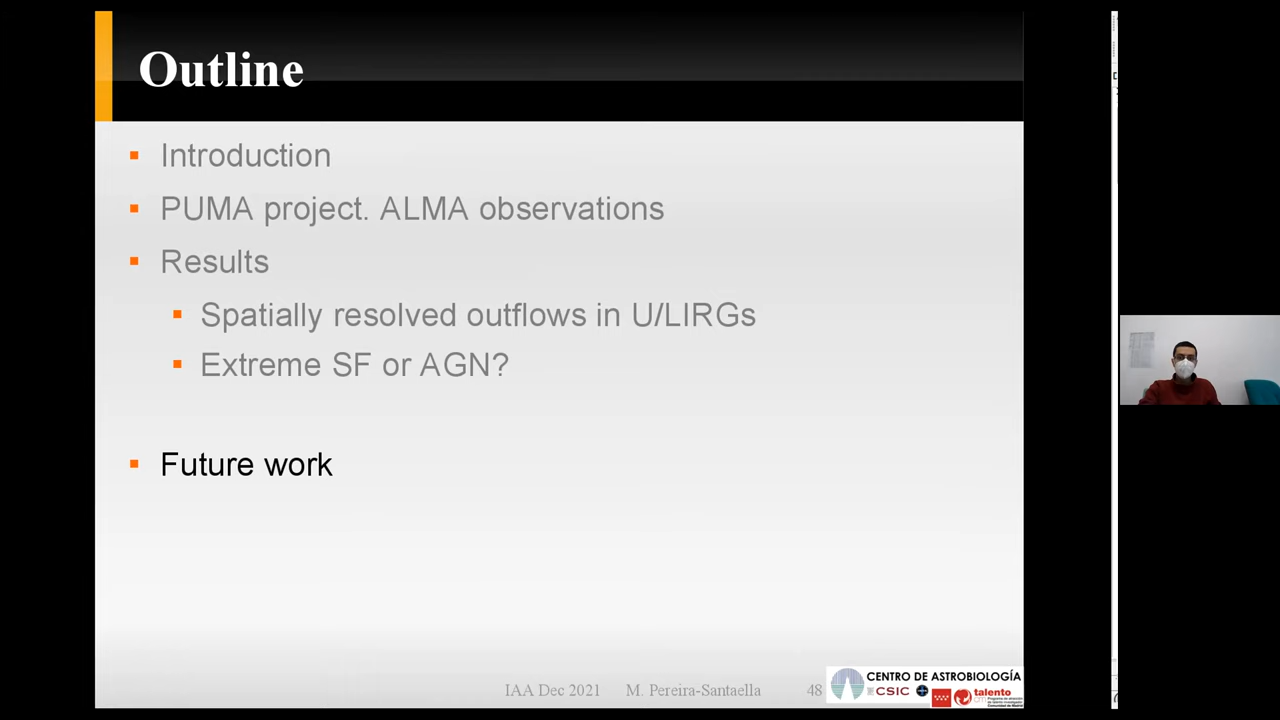 Outline
Introduction
PUMA project. ALMA observations
Results
Spatially resolved outflows in U/LIRGs
Extreme SF or AGN?
Future work
IAA Dec 2021 M. Pereira-Santaella 48
CENTRO DE ASTROBIOLOGÍA
CSIC
talento